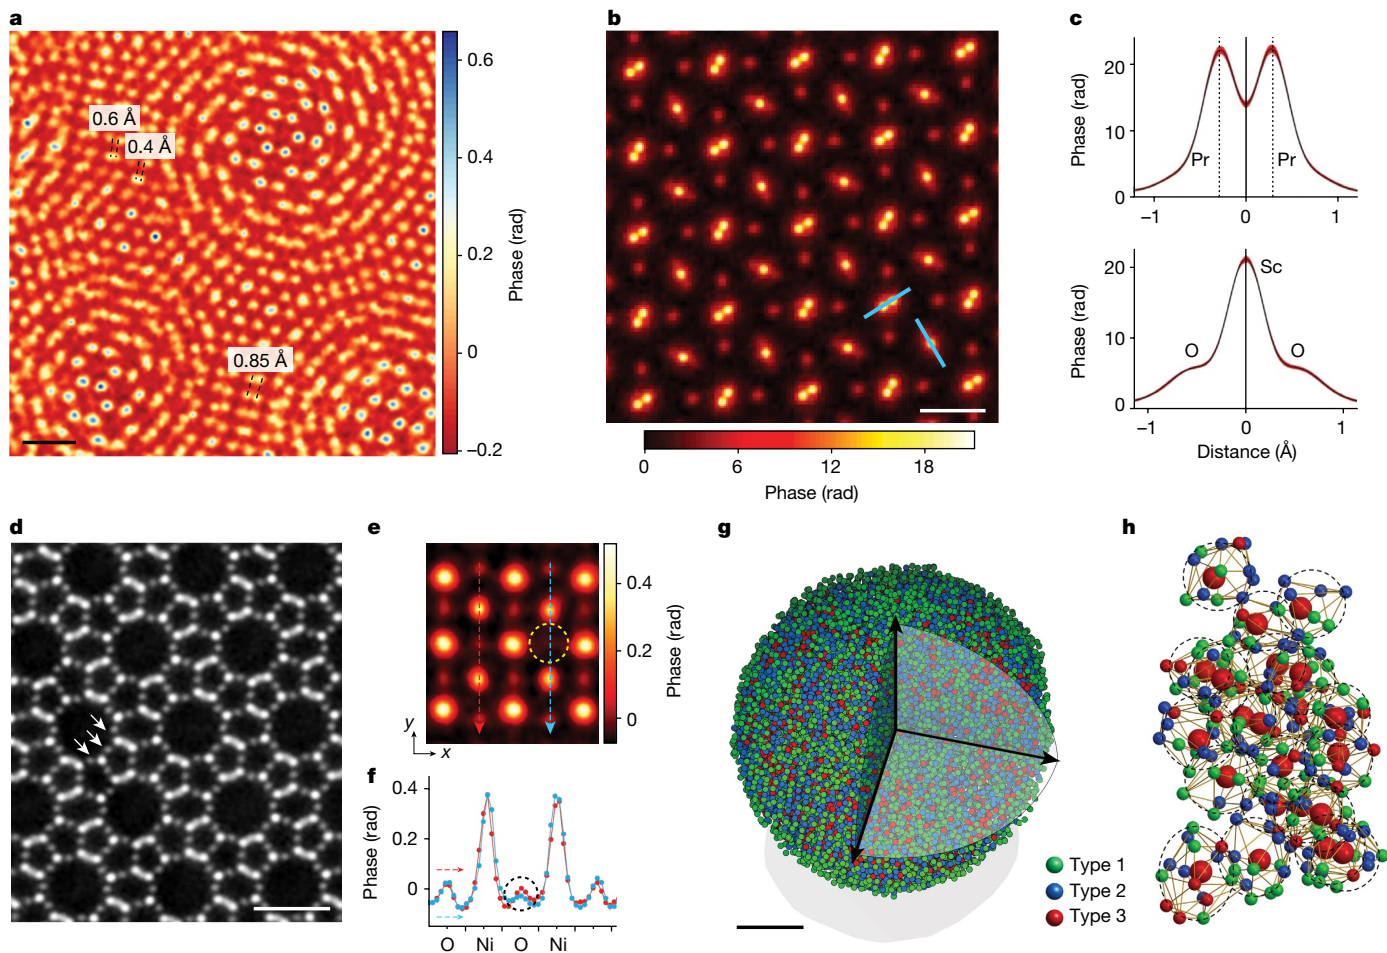 a
0.6 Å
0.4 Å
0.85 Å
0.6
0.4
0.2
0
–0.2
Phase (rad)
b
0
6
12
18
Phase (rad)
c
20
10
0
Phase (rad)
Pr
Pr
–1
0
1
20
10
0
Phase (rad)
Sc
O
O
–1
0
1
Distance (Å)
d
e
0.4
0.2
0
Phase (rad)
y
x
f
0.4
0.2
0
Phase (rad)
O
Ni
O
Ni
g
Type 1
Type 2
Type 3
h